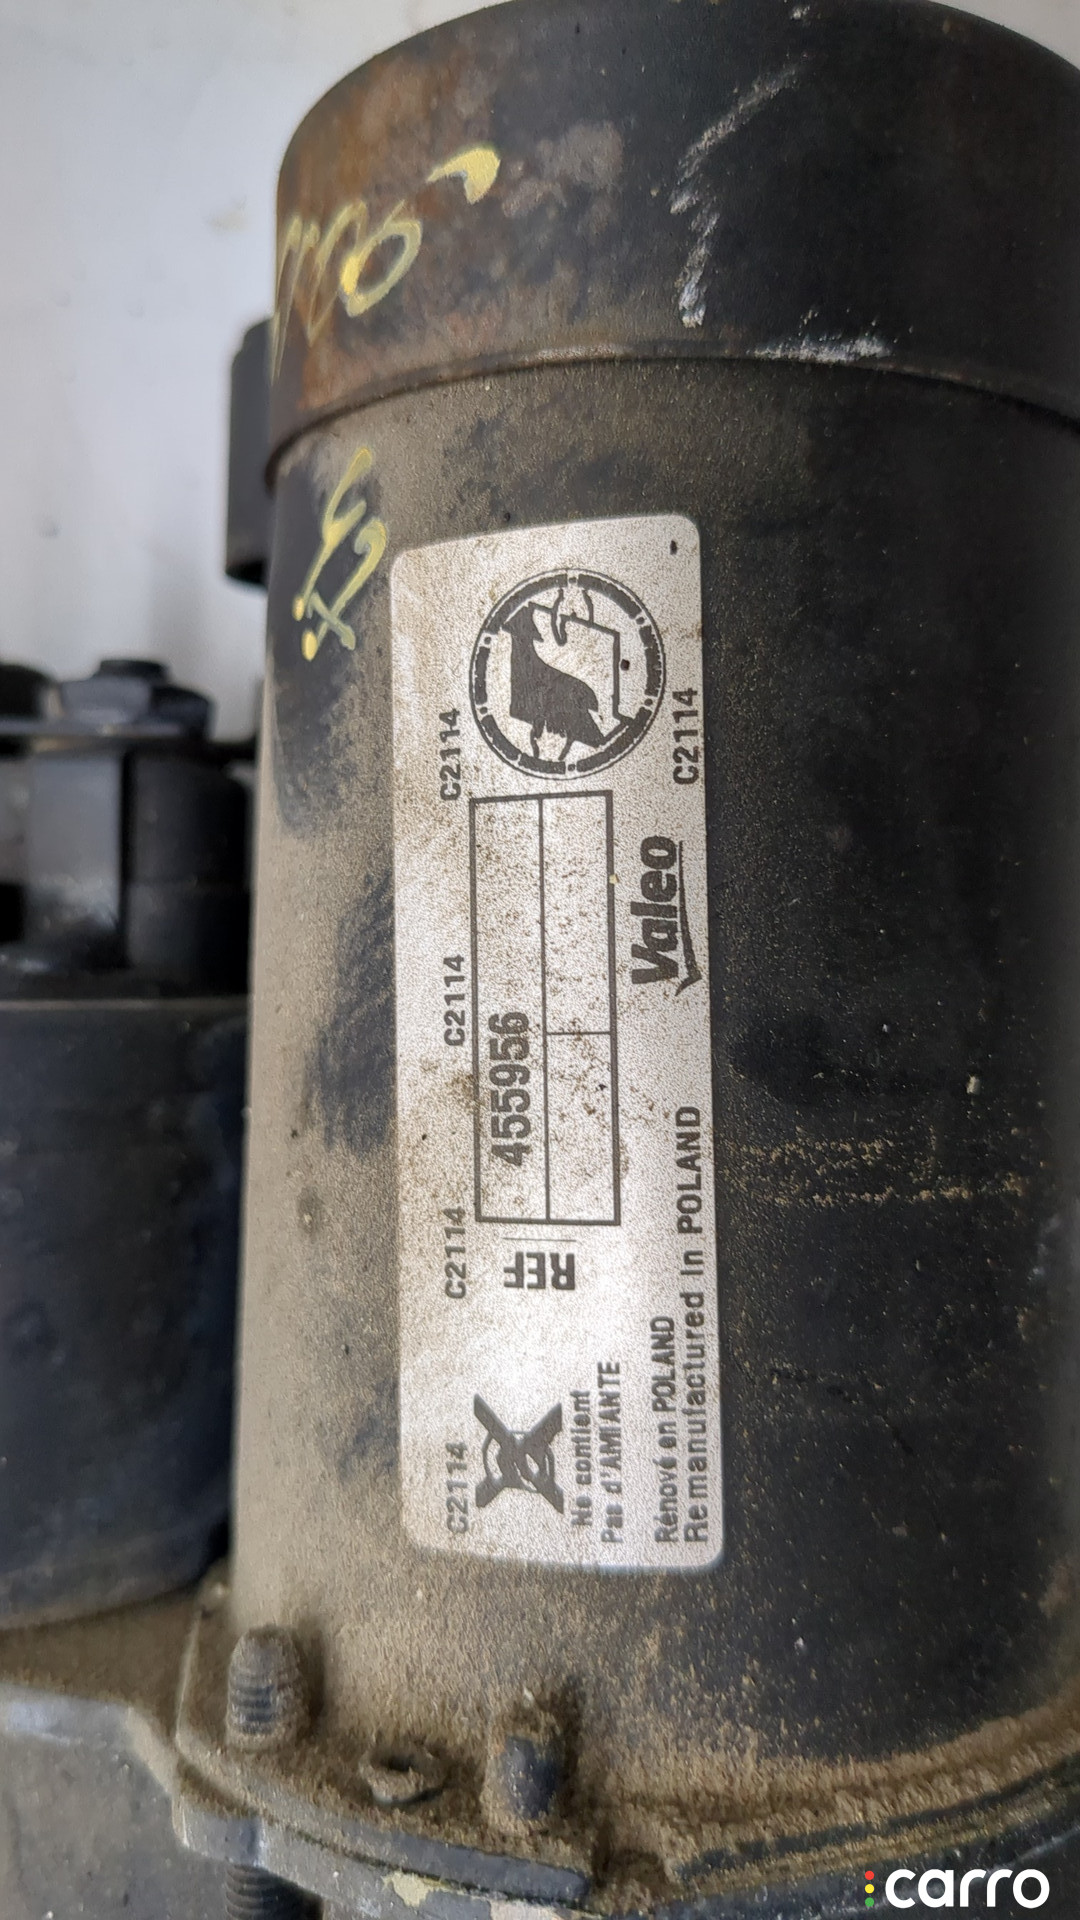 C2114 C2114 C2114 C2114
REF. 455956
Ne contient
Pas d'AMIANTE
Valeo
C2114
Rénové en POLAND
Remanufactured in POLAND
carro